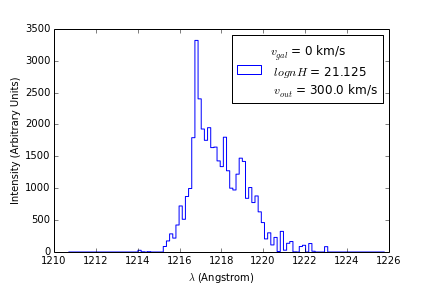 3500
3000
2500
2000
1500
1000
500
0
1210 1212 1214 1216 1218 1220 1222 1224 1226
Intensity (Arbitrary Units)
λ (Angstrom)
v_gal = 0 km/s
lognH = 21.125
v_out = 300.0 km/s